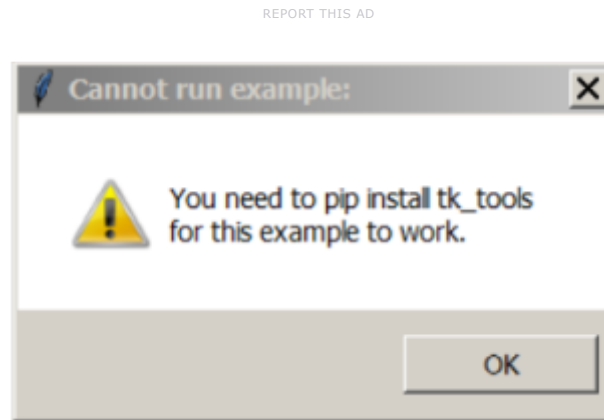 REPORT THIS AD
Cannot run example:
You need to pip install tk_tools
for this example to work.
OK